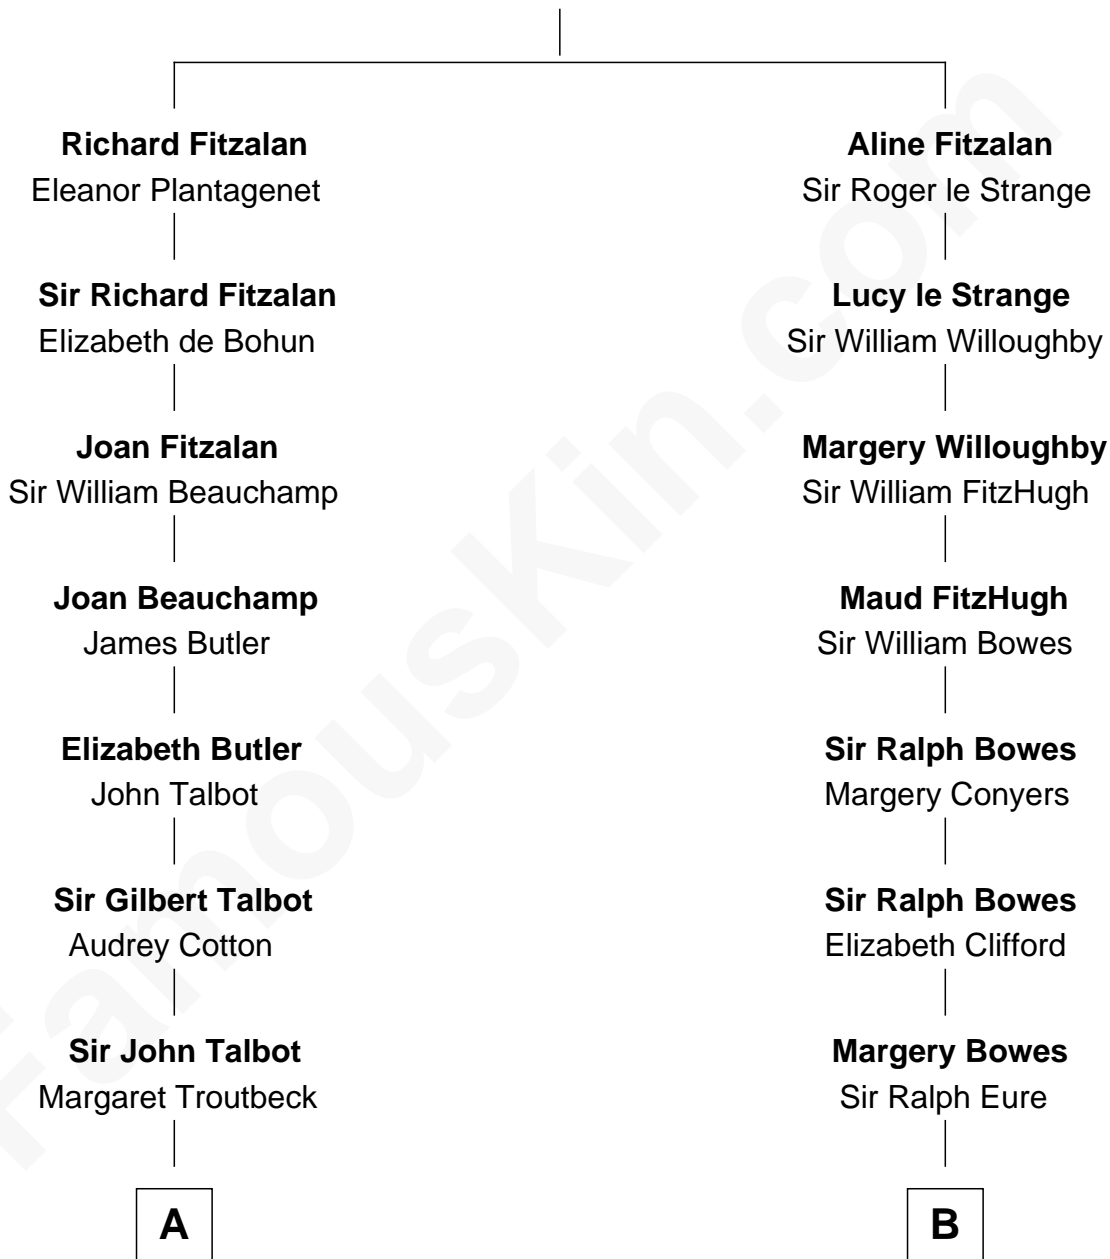 Richard Fitzalan
Eleanor Plantagenet
Sir Richard Fitzalan
Elizabeth de Bohun
Joan Fitzalan
Sir William Beauchamp
Joan Beauchamp
James Butler
Elizabeth Butler
John Talbot
Sir Gilbert Talbot
Audrey Cotton
Sir John Talbot
Margaret Troutbeck
A
Aline Fitzalan
Sir Roger le Strange
Lucy le Strange
Sir William Willoughby
Margery Willoughby
Sir William FitzHugh
Maud FitzHugh
Sir William Bowes
Sir Ralph Bowes
Margery Conyers
Sir Ralph Bowes
Elizabeth Clifford
Margery Bowes
Sir Ralph Eure
B
FamousKin.com